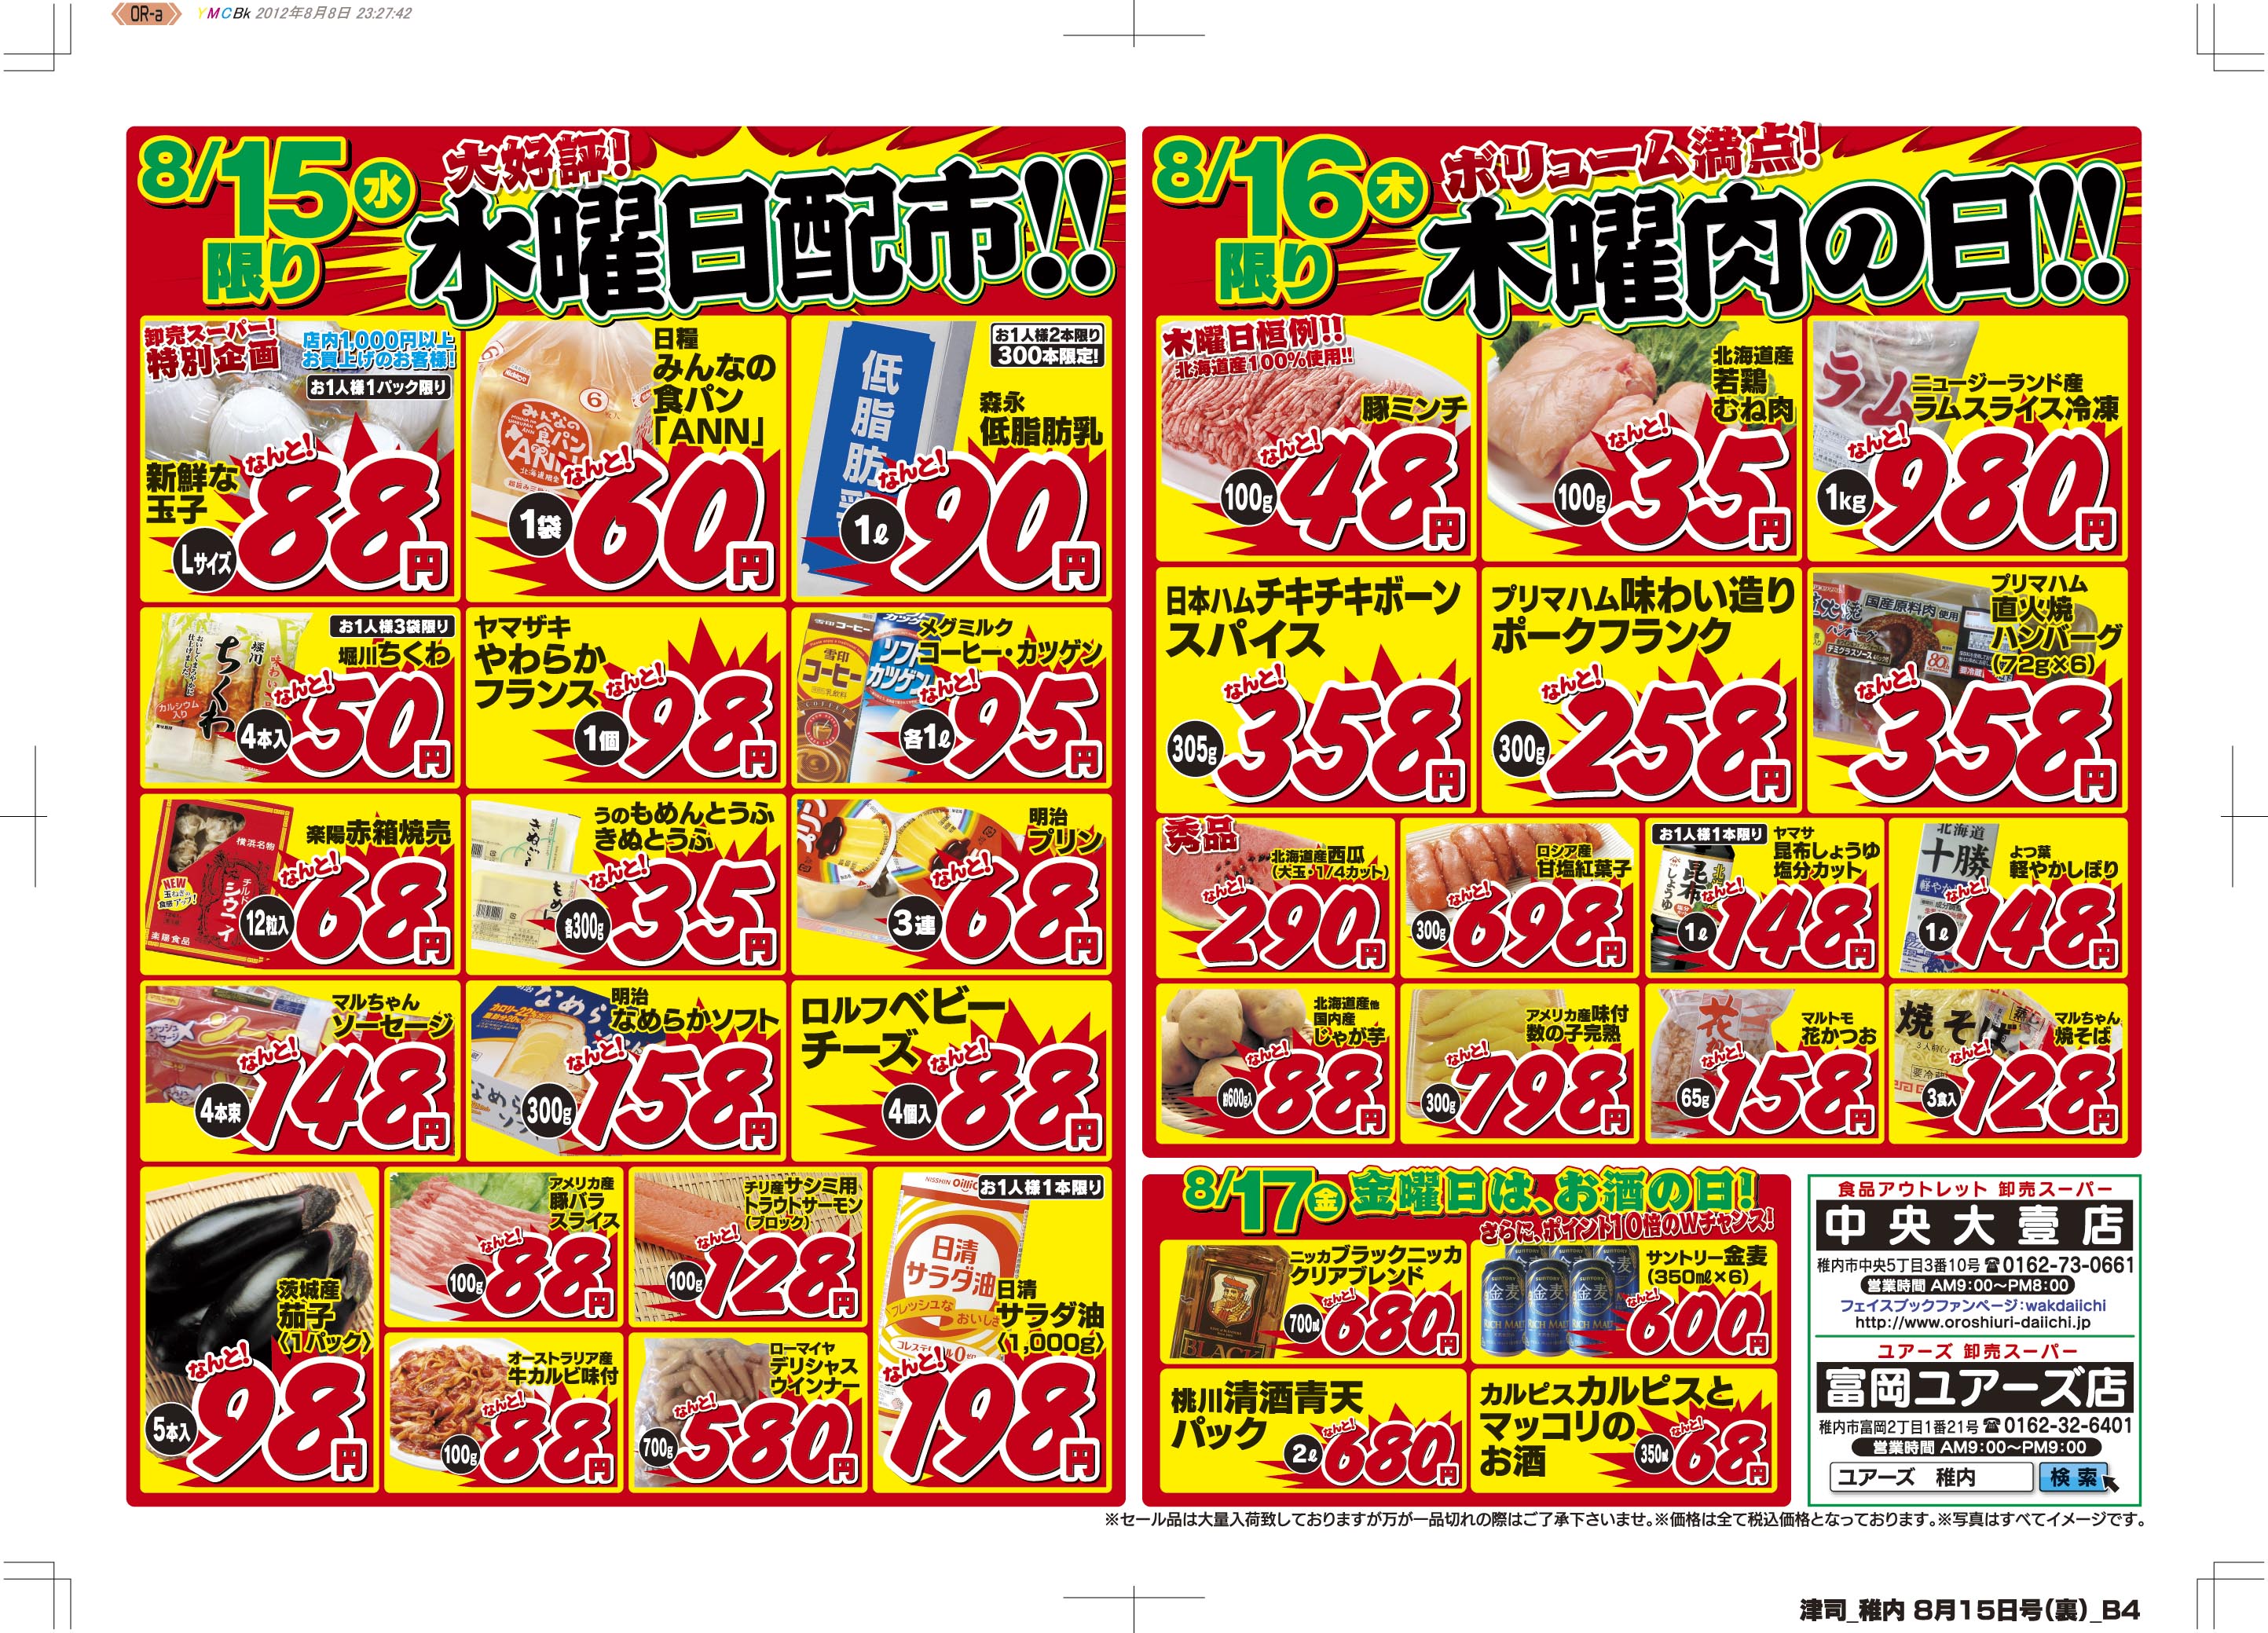 OR-a YMCBk 2012年8月8日 23:27:42
8/15水
限り
大好評!
水曜日配市!!
卸売スーパー!
特別企画
店内1,000円以上
お買上げのお客様!
お1人様1パック限り
新鮮な
玉子
Lサイズ
なんと!
88円
日糧
みんなの
食パン
「ANN」
1袋
なんと!
60円
お1人様2本限り
300本限定!
森永
低脂肪乳
1ℓ
なんと!
90円
お1人様3袋限り
堀川ちくわ
4本入
なんと!
50円
ヤマザキ
やわらか
フランス
1個
なんと!
98円
メグミルク
コーヒー・カツゲン
各1ℓ
なんと!
95円
楽陽赤箱焼売
12粒入
なんと!
68円
うのもめんとうふ
きぬとうふ
各300g
なんと!
35円
明治
プリン
3連
なんと!
68円
マルちゃん
ソーセージ
4本束
なんと!
148円
明治
なめらかソフト
300g
なんと!
158円
ロルフベビー
チーズ
4個入
なんと!
88円
茨城産
茄子
〈1パック〉
5本入
なんと!
98円
アメリカ産
豚バラ
スライス
100g
なんと!
88円
チリ産サシミ用
トラウトサーモン
(ブロック)
100g
なんと!
128円
オーストラリア産
牛カルビ味付
100g
なんと!
88円
ローマイヤ
デリシャス
ウインナー
700g
なんと!
580円
お1人様1本限り
日清
サラダ油
〈1,000g〉
なんと!
198円
8/16木
限り
ボリューム満点!
木曜肉の日!!
木曜日恒例!!
北海道産100%使用!!
豚ミンチ
100g
なんと!
48円
北海道産
若鶏
むね肉
100g
なんと!
35円
ニュージーランド産
ラムスライス冷凍
1kg
なんと!
980円
日本ハムチキチキボーン
スパイス
305g
なんと!
358円
プリマハム味わい造り
ポークフランク
300g
なんと!
258円
プリマハム
直火焼
ハンバーグ
(72g×6)
なんと!
358円
秀品
北海道産西瓜
(大玉・1/4カット)
なんと!
290円
ロシア産
甘塩紅葉子
300g
なんと!
698円
お1人様1本限り
ヤマサ
昆布しょうゆ
塩分カット
1ℓ
なんと!
148円
よつ葉
軽やかしぼり
1ℓ
なんと!
148円
北海道産他
国内産
じゃが芋
約600g入
なんと!
88円
アメリカ産味付
数の子完熟
300g
なんと!
798円
マルトモ
花かつお
65g
なんと!
158円
マルちゃん
焼そば
3食入
なんと!
128円
8/17金 金曜日は、お酒の日!
さらに、ポイント10倍のWチャンス!
ニッカブラックニッカ
クリアブレンド
700㎖
なんと!
680円
サントリー金麦
(350㎖×6)
なんと!
600円
桃川清酒青天
パック
2ℓ
なんと!
680円
カルピスカルピスと
マッコリの
お酒
350㎖
なんと!
68円
食品アウトレット 卸売スーパー
中央大壹店
稚内市中央5丁目3番10号 ☎0162-73-0661
営業時間 AM9:00〜PM8:00
フェイスブックファンページ:wakdaiichi
http://www.oroshiuri-daiichi.jp
ユアーズ 卸売スーパー
富岡ユアーズ店
稚内市富岡2丁目1番21号 ☎0162-32-6401
営業時間 AM9:00〜PM9:00
ユアーズ 稚内 検索
※セール品は大量入荷致しておりますが万が一品切れの際はご了承下さいませ。※価格は全て税込価格となっております。※写真はすべてイメージです。
津司_稚内 8月15日号(裏)_B4